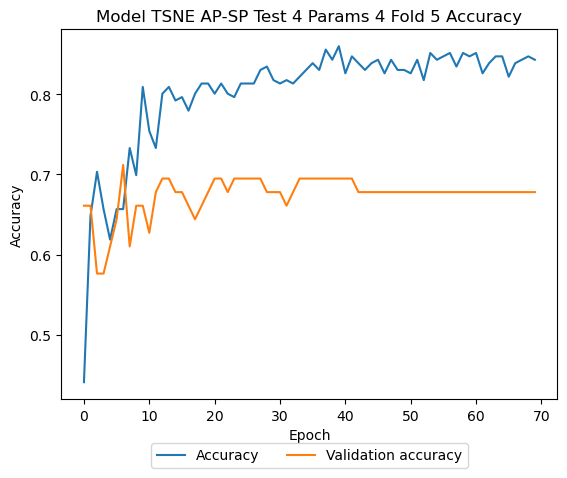 Model TSNE AP-SP Test 4 Params 4 Fold 5 Accuracy
0.8
0.7
0.6
0.5
Accuracy
0 10 20 30 40 50 60 70
Epoch
Accuracy Validation accuracy